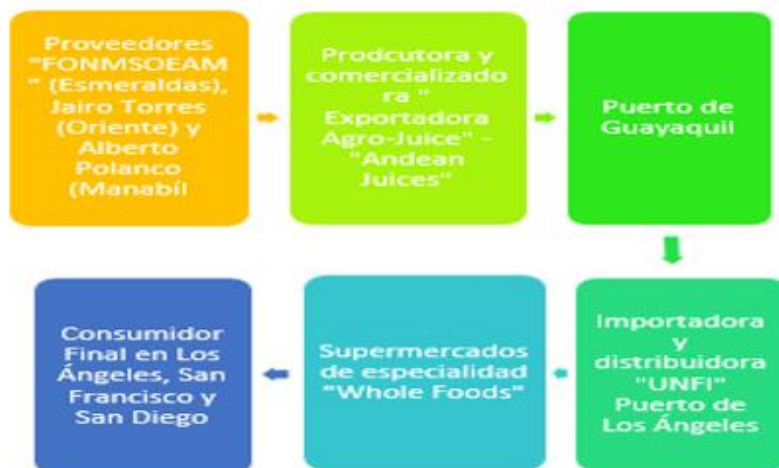 Proveedores
"FONMSOEAM
" (Esmeraldas),
Jairo Torres
(Oriente) y
Alberto
Polanco
(Manabíl
Prodcutora y
comercializado
ra "
Exportadora
Agro-Juice" -
"Andean
Juices"
Puerto de
Guayaquil
Importadora
y
distribuidora
"UNFI"
Puerto de
Los Ángeles
Supermercados
de especialidad
"Whole Foods"
Consumidor
Final en Los
Ángeles, San
Francisco y
San Diego